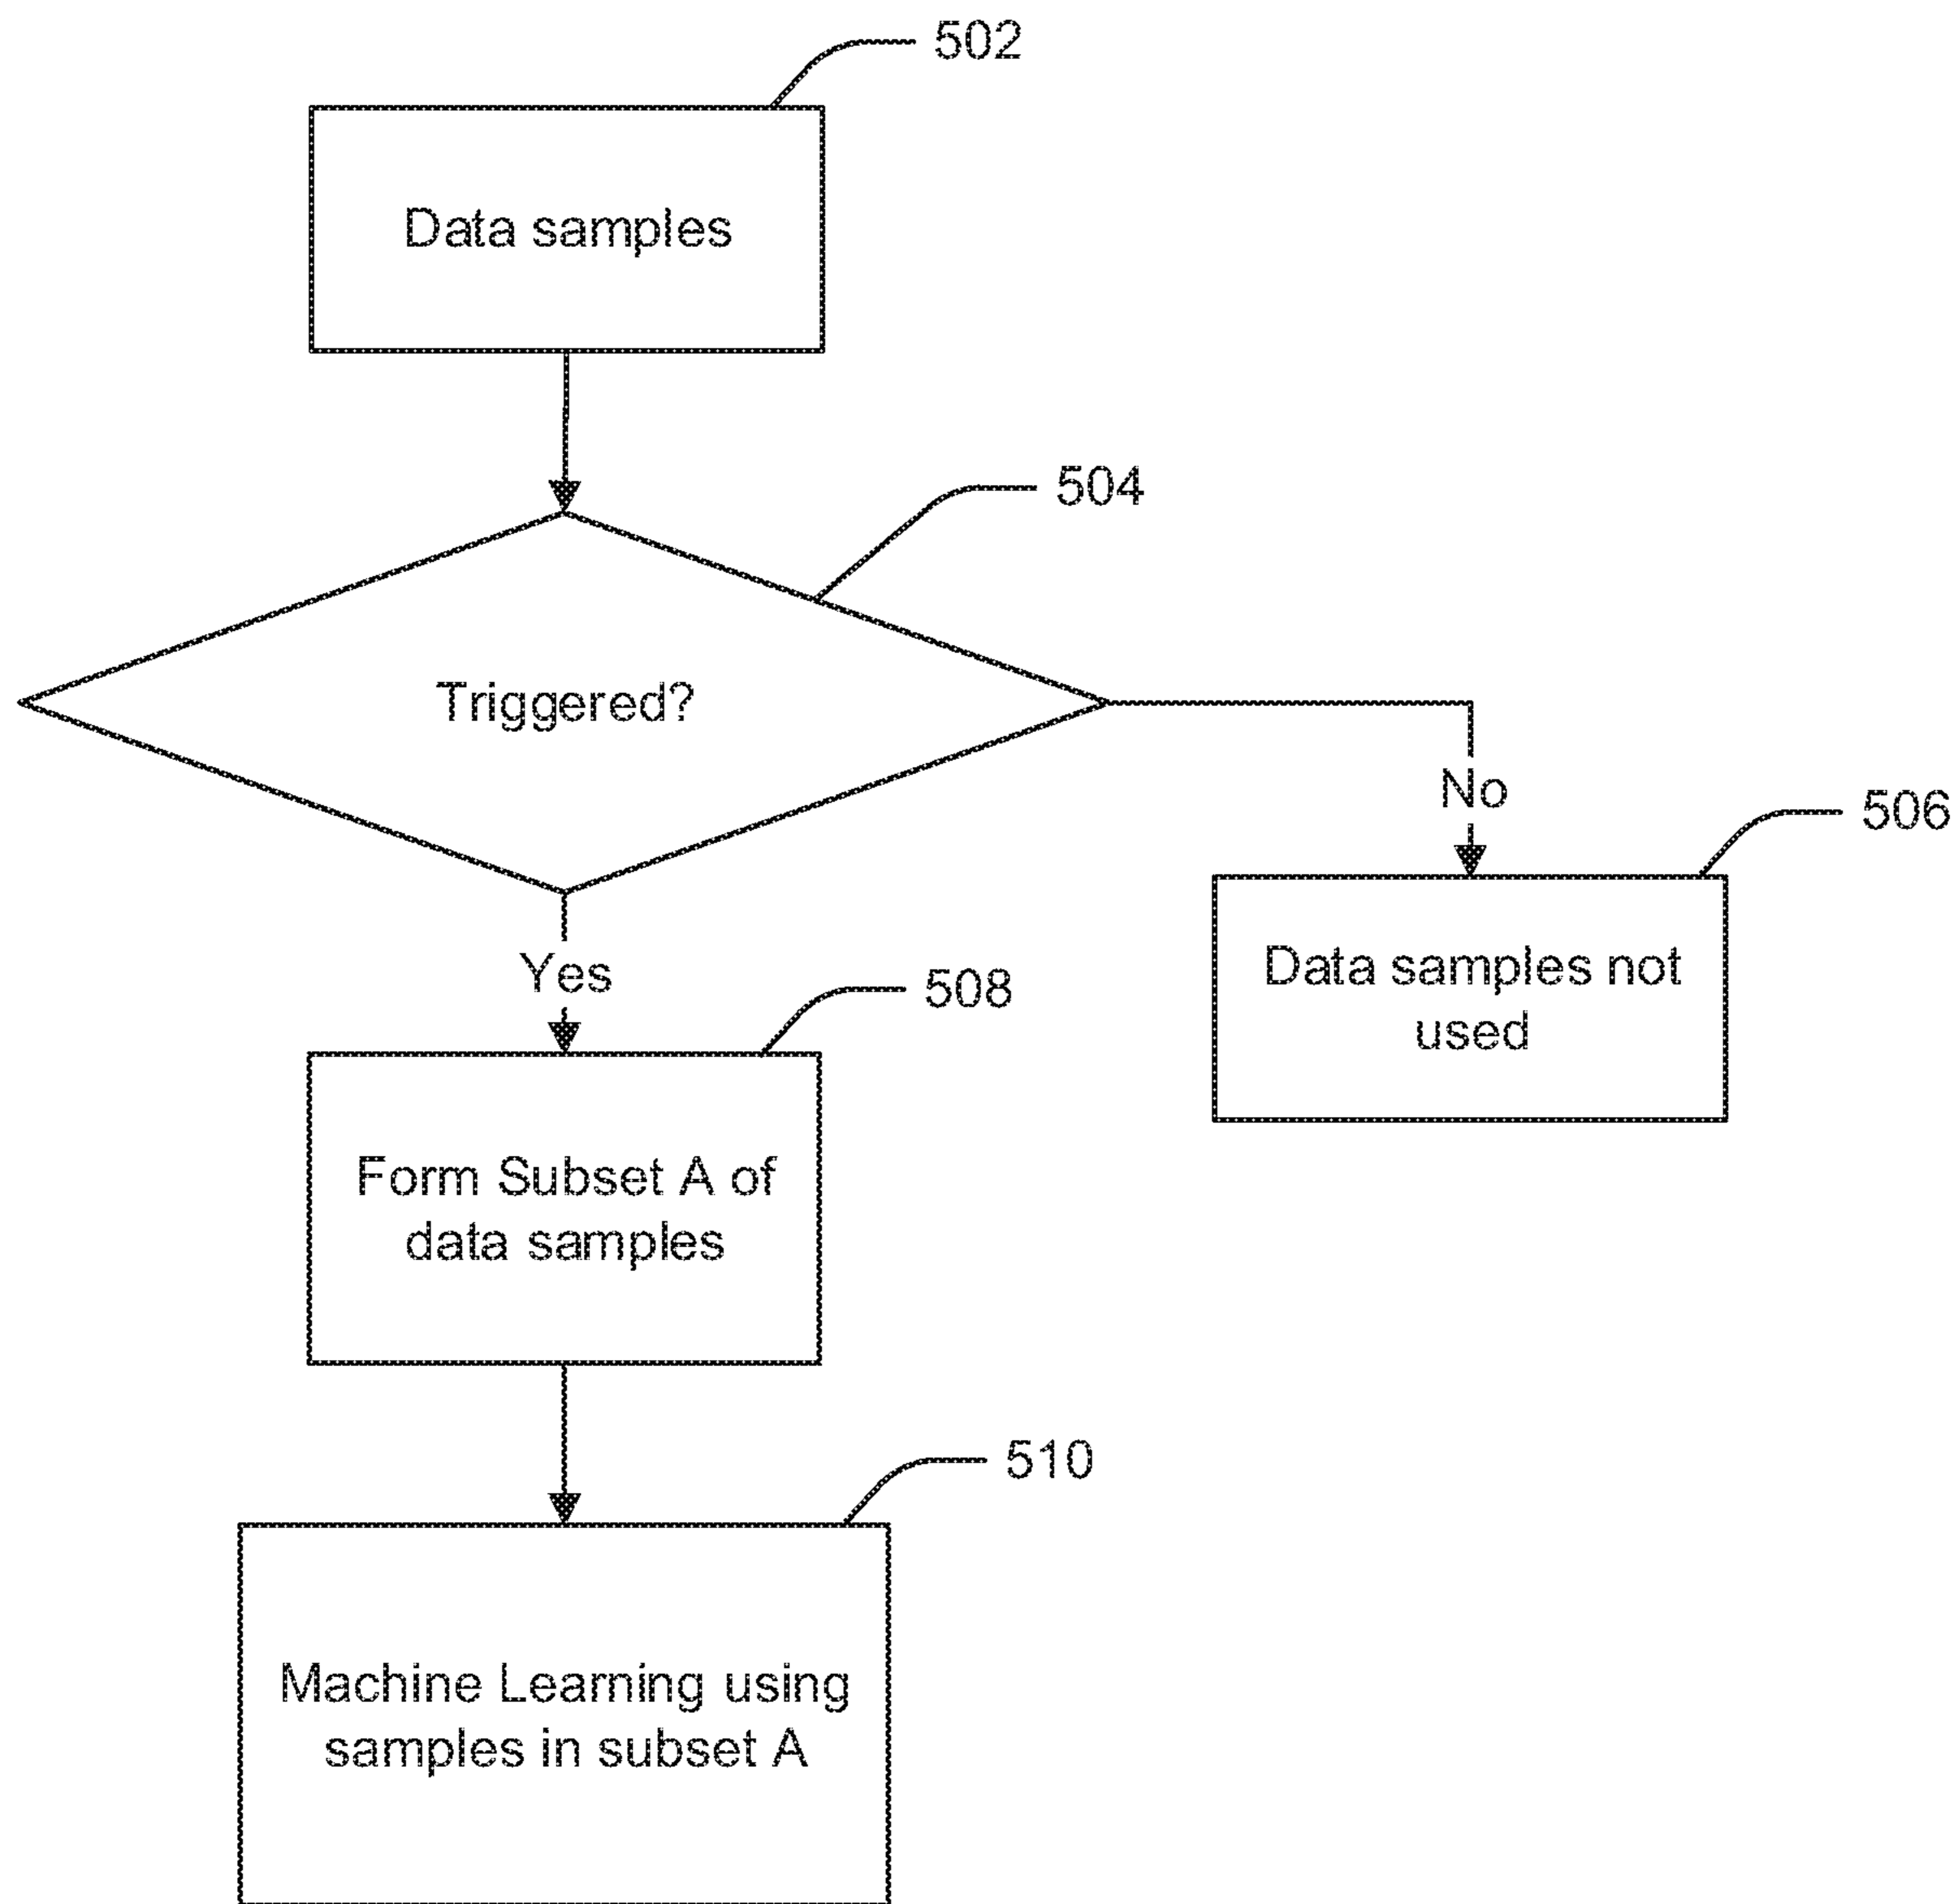 502
Data samples
504
Triggered?
No
506
Yes
Data samples not
used
508
Form Subset A of
data samples
510
Machine Learning using
samples in subset A